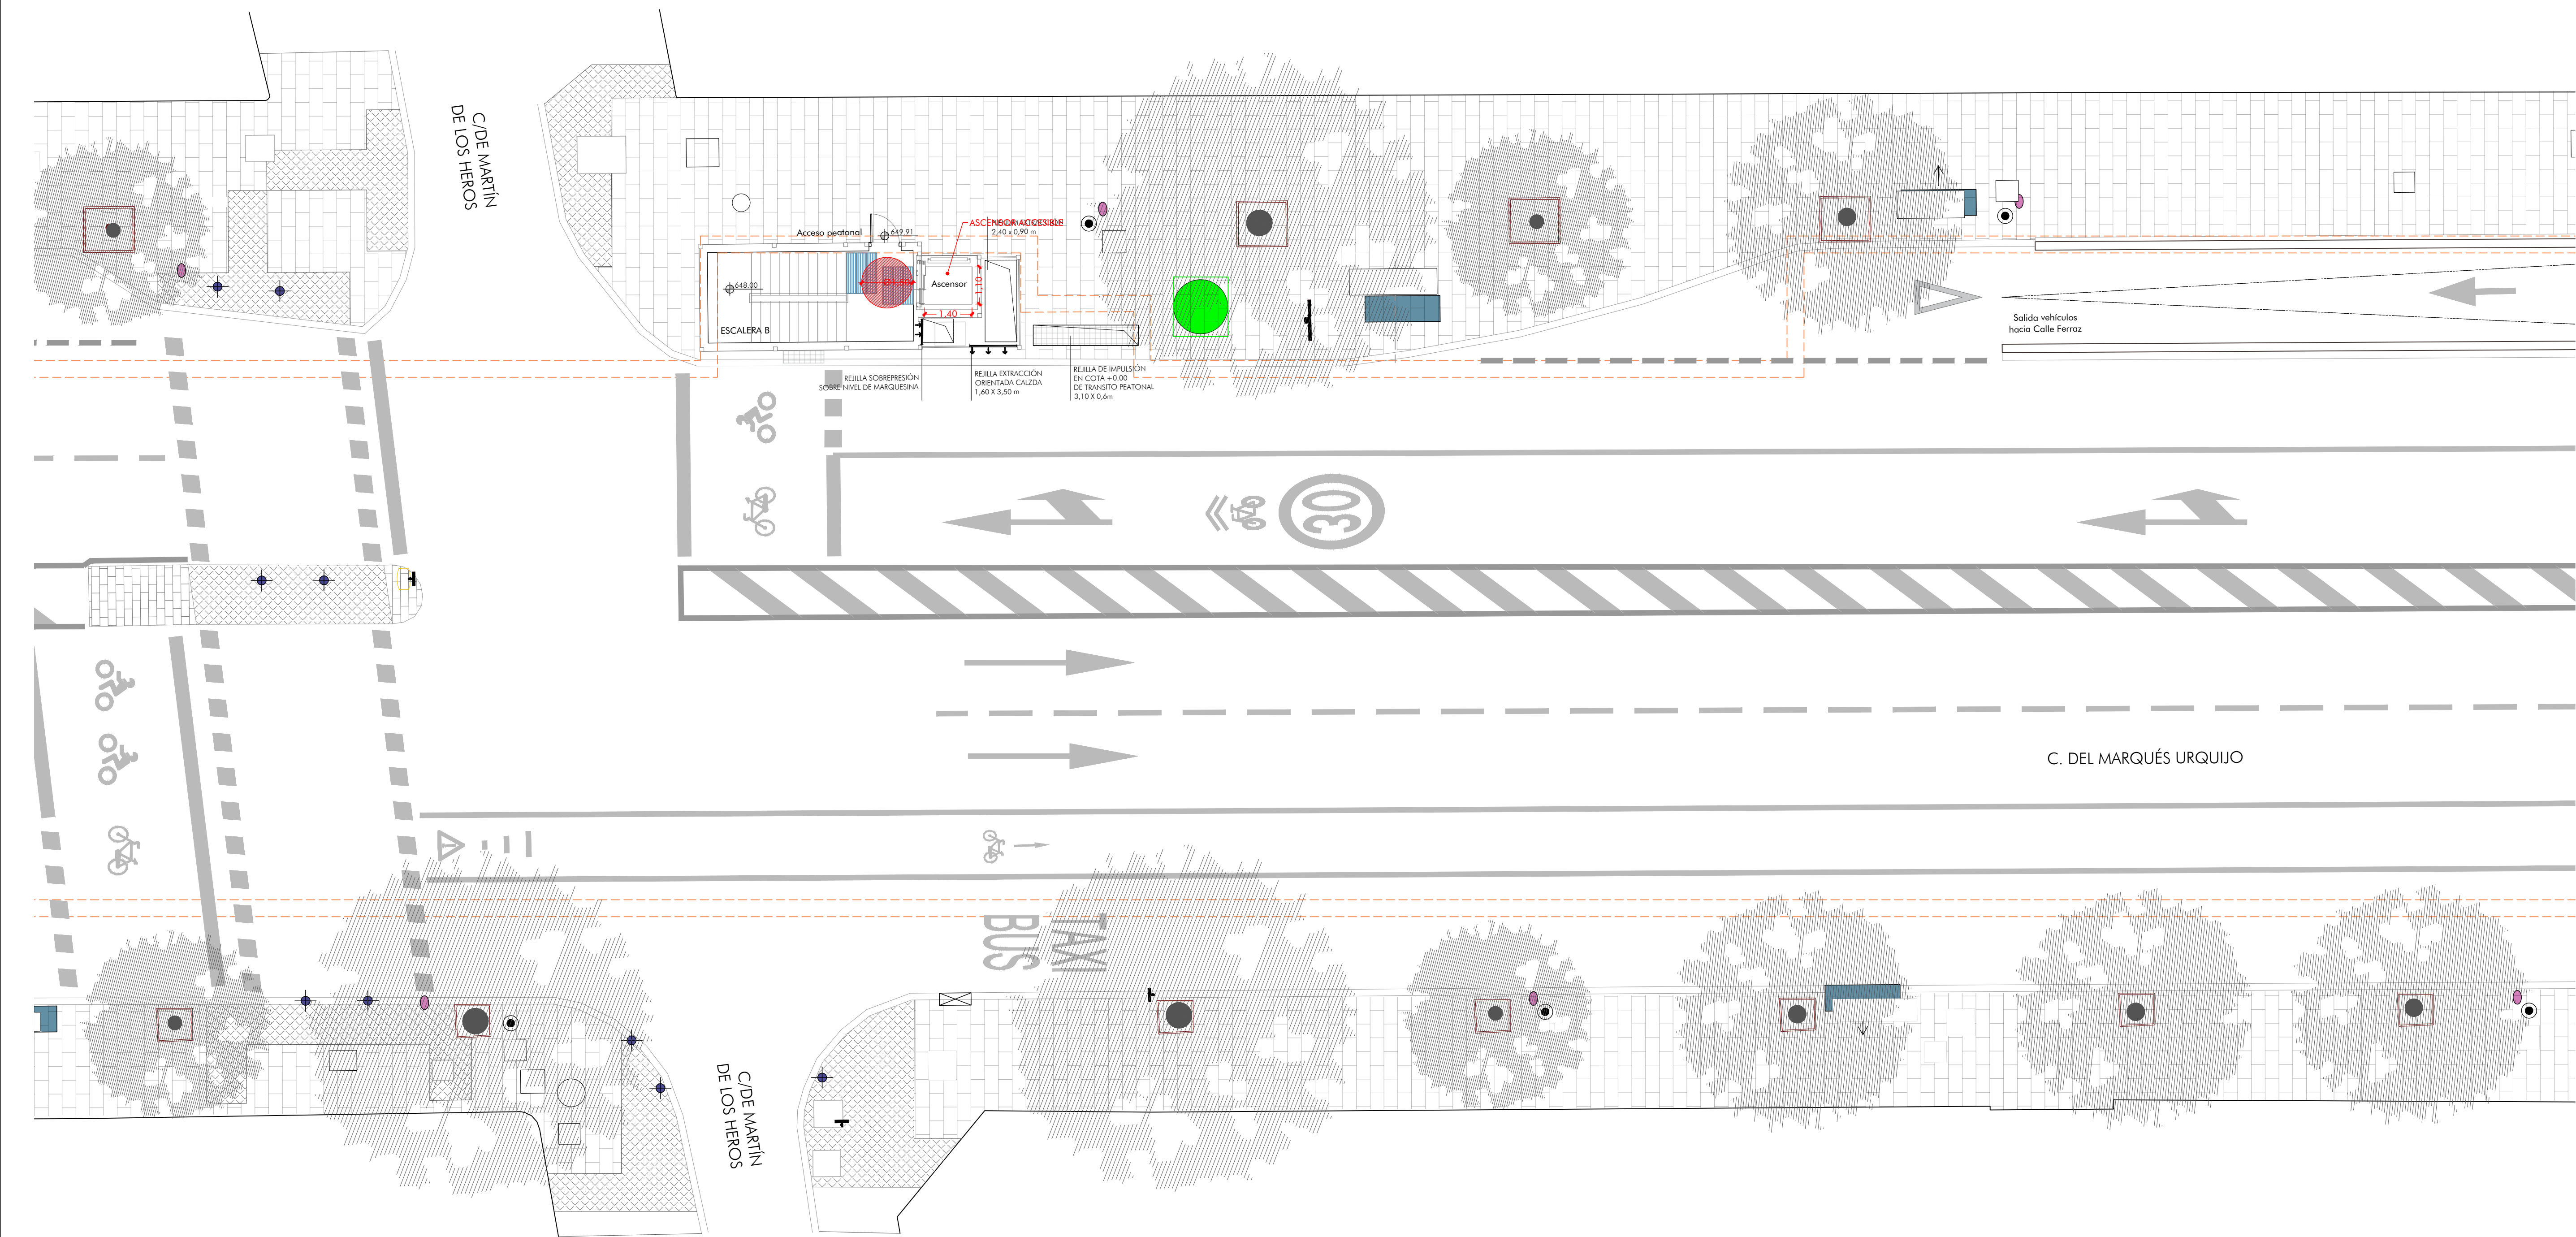 C/DE MARTÍN
DE LOS HEROS
Acceso peatonal
649.91
ASCENSOR ACCESIBLE
2,40 x 0,90 m
648.00
Ø1,50
Ascensor
1,10
1,40
ESCALERA B
REJILLA SOBREPRESIÓN
SOBRE NIVEL DE MARQUESINA
REJILLA EXTRACCIÓN
ORIENTADA CALZDA
1,60 X 3,50 m
REJILLA DE IMPULSIÓN
EN COTA +0.00
DE TRANSITO PEATONAL
3,10 X 0,6m
Salida vehículos
hacia Calle Ferraz
30
C. DEL MARQUÉS URQUIJO
TAXI
BUS
C/DE MARTÍN
DE LOS HEROS